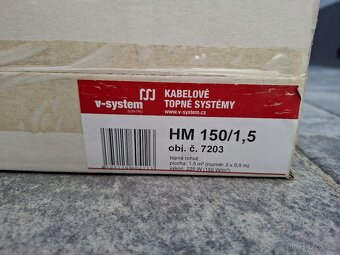 v-system
ELEKTRO
KABELOVÉ
TOPNÉ SYSTÉMY
www.v-system.cz
HM 150/1,5
obj. č. 7203
topná rohož
plocha: 1,5 m² (rozměr 3 x 0,5 m)
výkon: 225 W (150 W/m²)